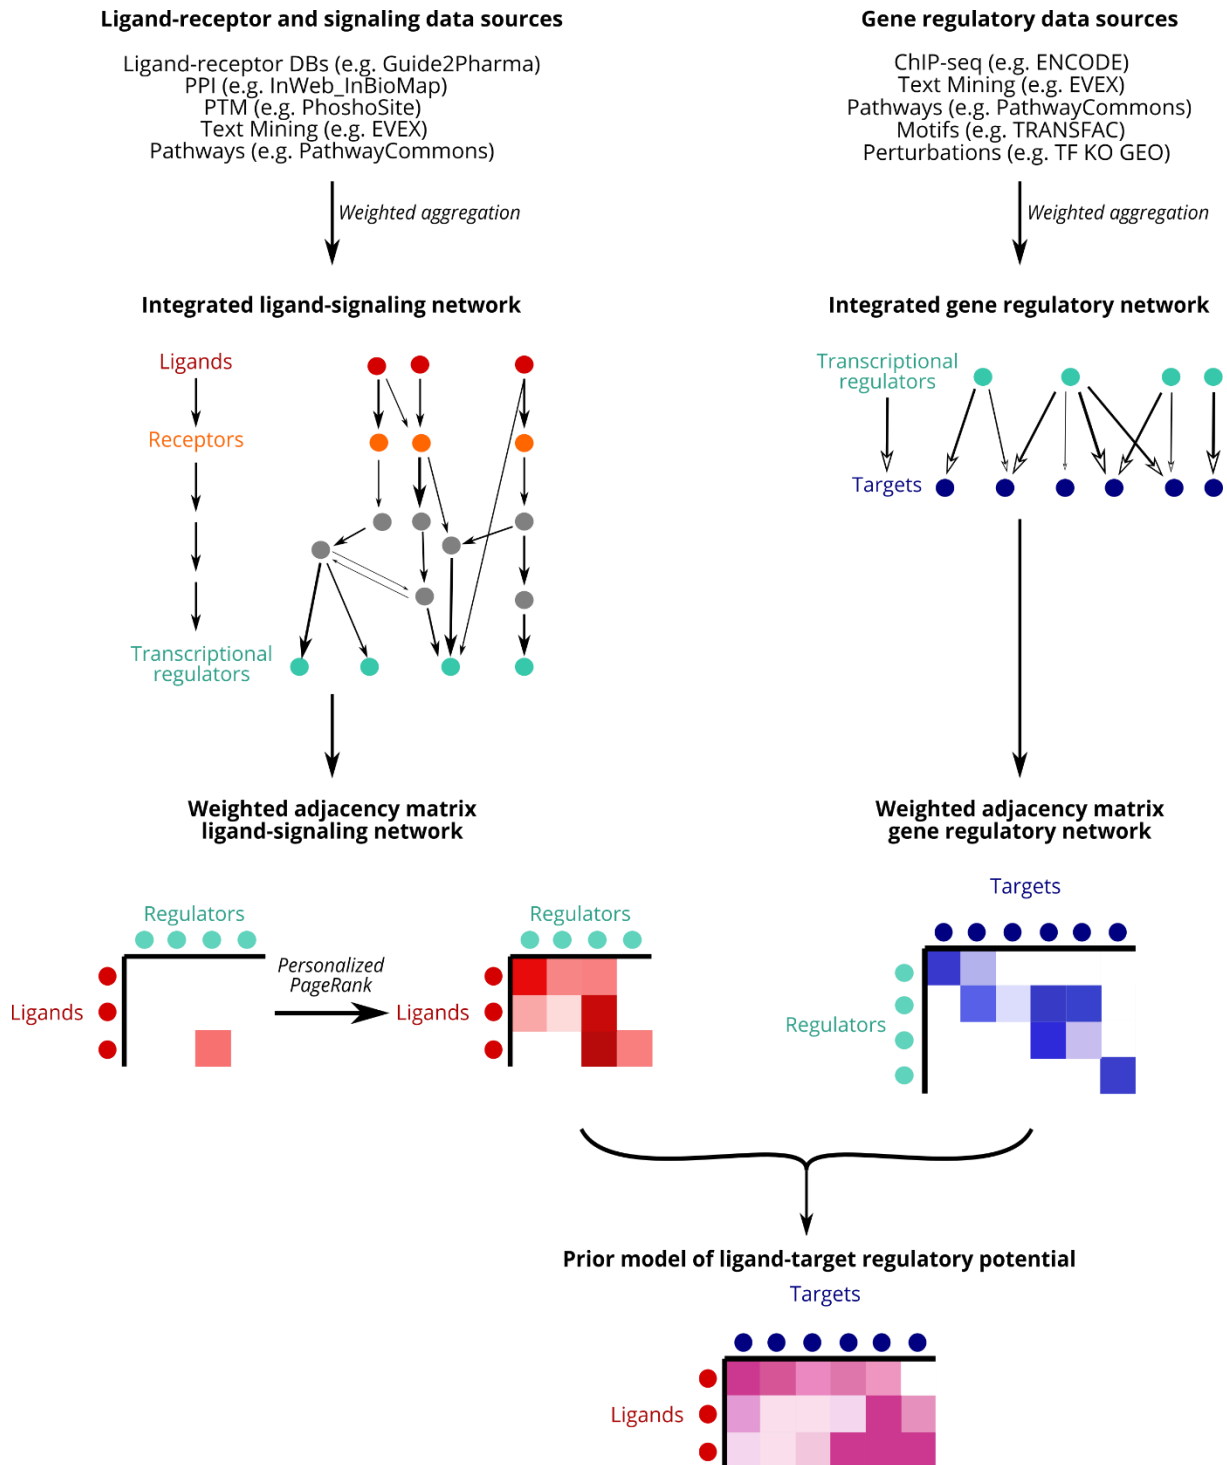 Ligand-receptor and signaling data sources
Ligand-receptor DBs (e.g. Guide2Pharma)
PPI (e.g. InWeb_InBioMap)
PTM (e.g. PhoshoSite)
Text Mining (e.g. EVEX)
Pathways (e.g. PathwayCommons)
Weighted aggregation
Integrated ligand-signaling network
Ligands
Receptors
Transcriptional
regulators
Weighted adjacency matrix
ligand-signaling network
Regulators
Ligands
Personalized
PageRank
Regulators
Ligands
Gene regulatory data sources
ChIP-seq (e.g. ENCODE)
Text Mining (e.g. EVEX)
Pathways (e.g. PathwayCommons)
Motifs (e.g. TRANSFAC)
Perturbations (e.g. TF KO GEO)
Weighted aggregation
Integrated gene regulatory network
Transcriptional
regulators
Targets
Weighted adjacency matrix
gene regulatory network
Targets
Regulators
Prior model of ligand-target regulatory potential
Targets
Ligands